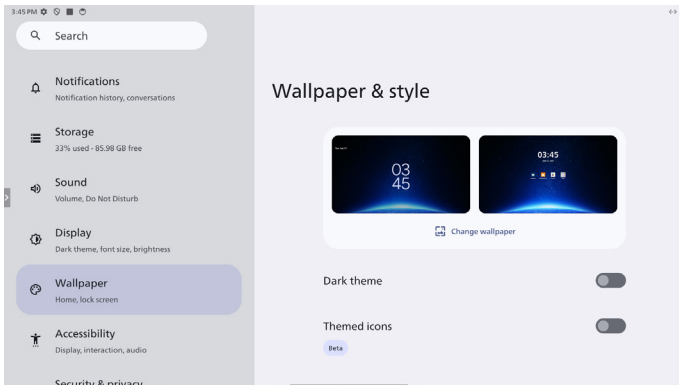 3:45 PM
Search
Notifications
Notification history, conversations
Storage
33% used - 85.98 GB free
Sound
Volume, Do Not Disturb
Display
Dark theme, font size, brightness
Wallpaper
Home, lock screen
Accessibility
Display, interaction, audio
Security & privacy
Wallpaper & style
03
45
03:45
Change wallpaper
Dark theme
Themed icons
Beta